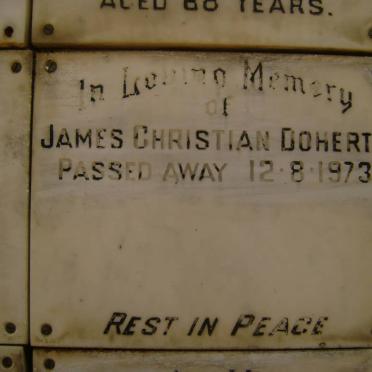 AGED 68 YEARS.
In Loving Memory
of
JAMES CHRISTIAN DOHERT
PASSED AWAY 12·8·1973
REST IN PEACE